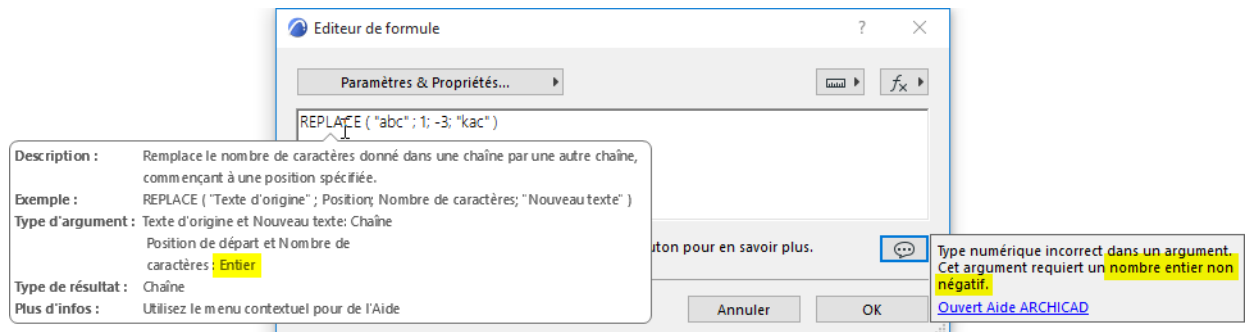 Editeur de formule
?
Paramètres & Propriétés...
fx
REPLACE ( "abc" ; 1; -3; "kac" )
Description : Remplace le nombre de caractères donné dans une chaîne par une autre chaîne,
commençant à une position spécifiée.
Exemple : REPLACE ( "Texte d'origine" ; Position; Nombre de caractères; "Nouveau texte" )
Type d'argument : Texte d'origine et Nouveau texte: Chaîne
Position de départ et Nombre de
caractères : Entier
Type de résultat : Chaîne
Plus d'infos : Utilisez le menu contextuel pour de l'Aide
pour en savoir plus.
Type numérique incorrect dans un argument.
Cet argument requiert un nombre entier non
négatif.
Ouvert Aide ARCHICAD
Annuler
OK